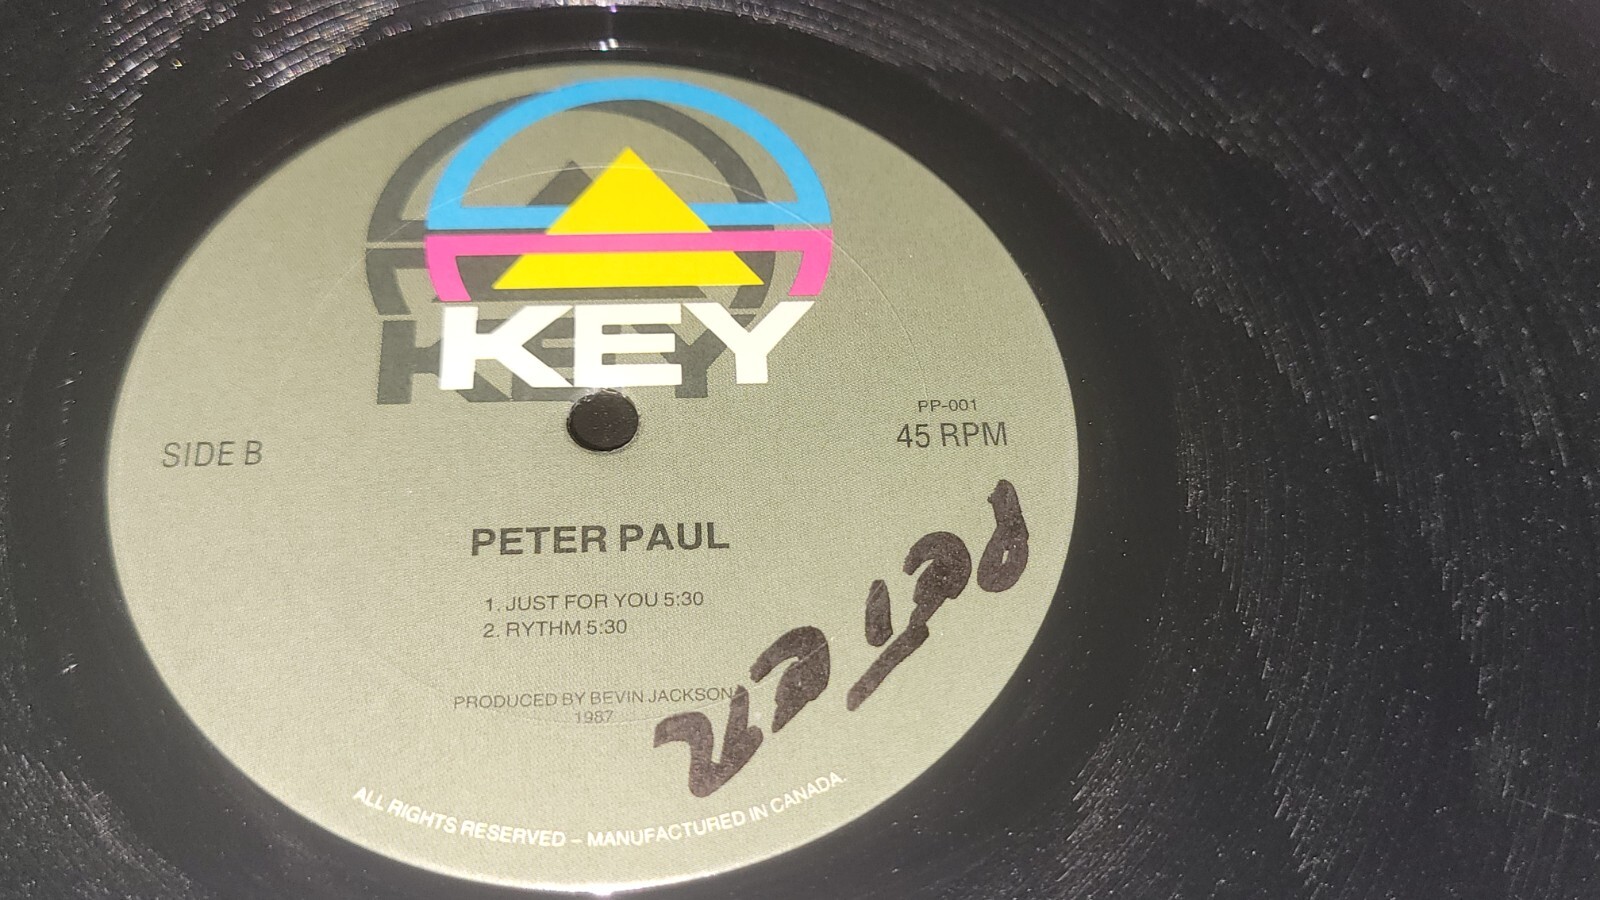 KEY
SIDE B
PP-001
45 RPM
PETER PAUL
1. JUST FOR YOU 5:30
2. RYTHM 5:30
PRODUCED BY BEVIN JACKSON
1987
ALL RIGHTS RESERVED – MANUFACTURED IN CANADA.